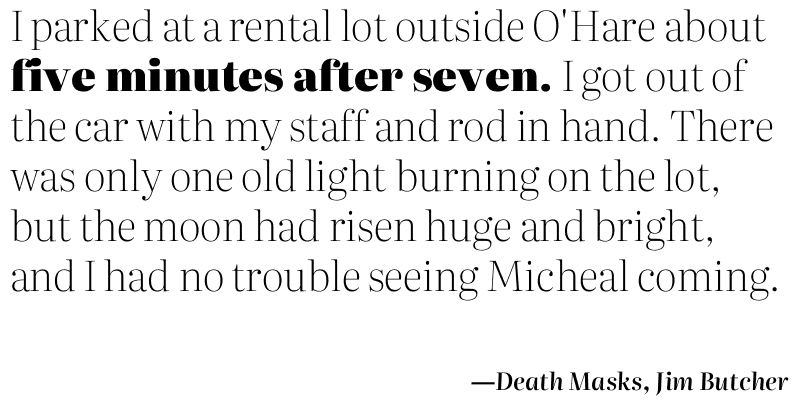 I parked at a rental lot outside O'Hare about
five minutes after seven. I got out of
the car with my staff and rod in hand. There
was only one old light burning on the lot,
but the moon had risen huge and bright,
and I had no trouble seeing Micheal coming.
—Death Masks, Jim Butcher